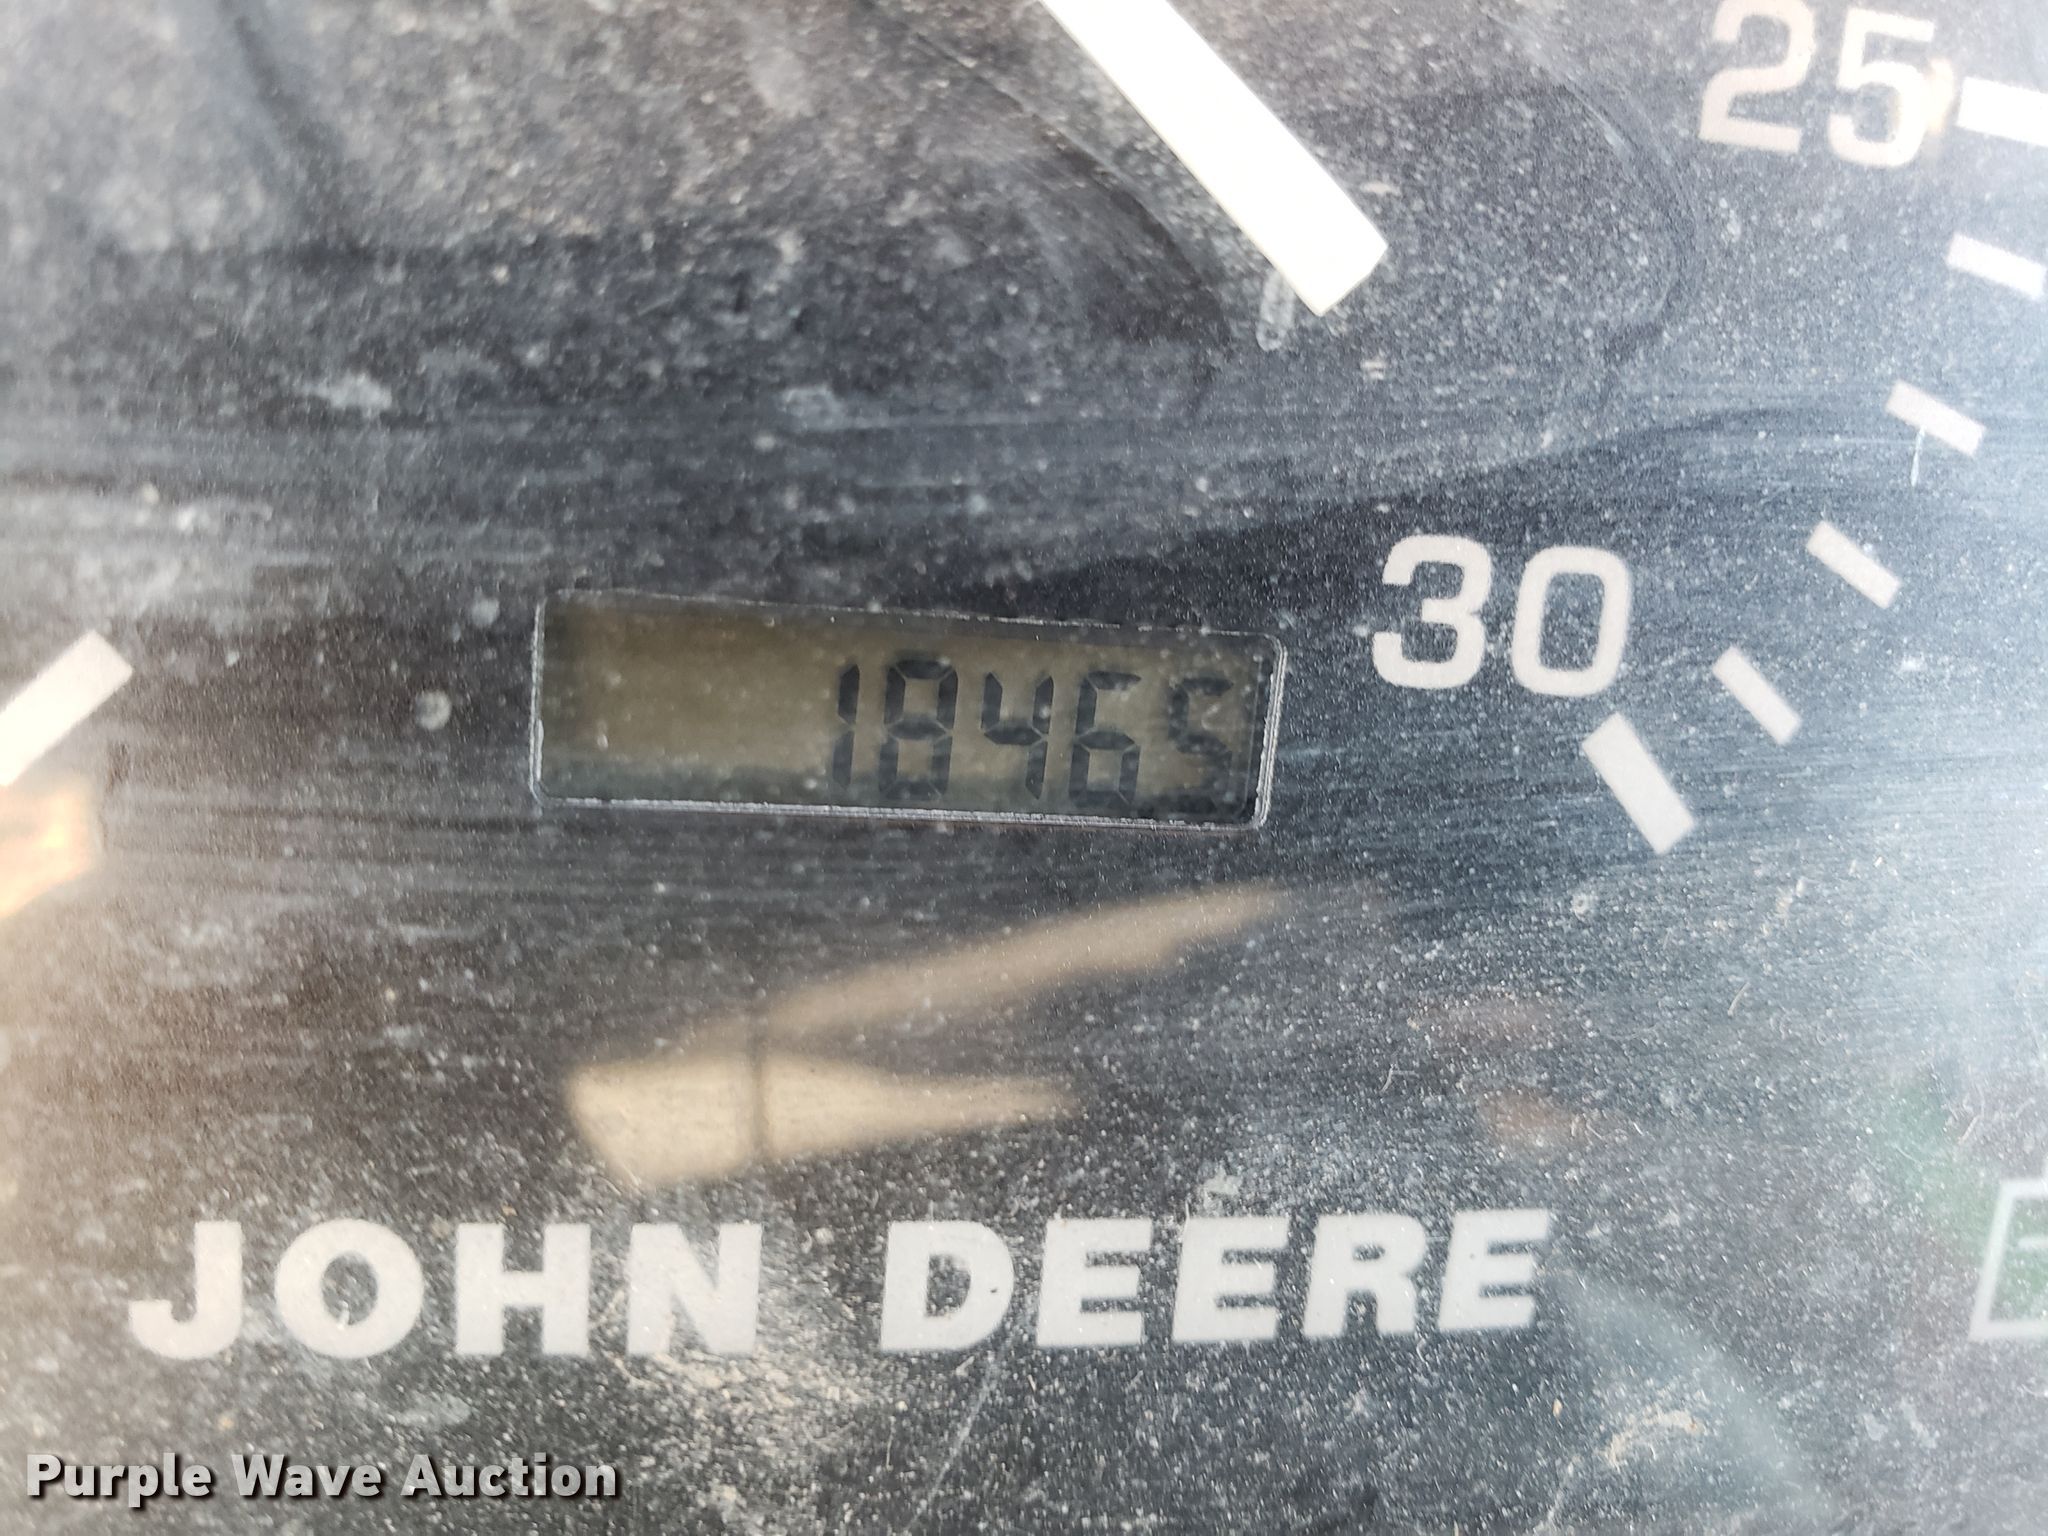 25
30
18465
JOHN DEERE
Purple Wave Auction